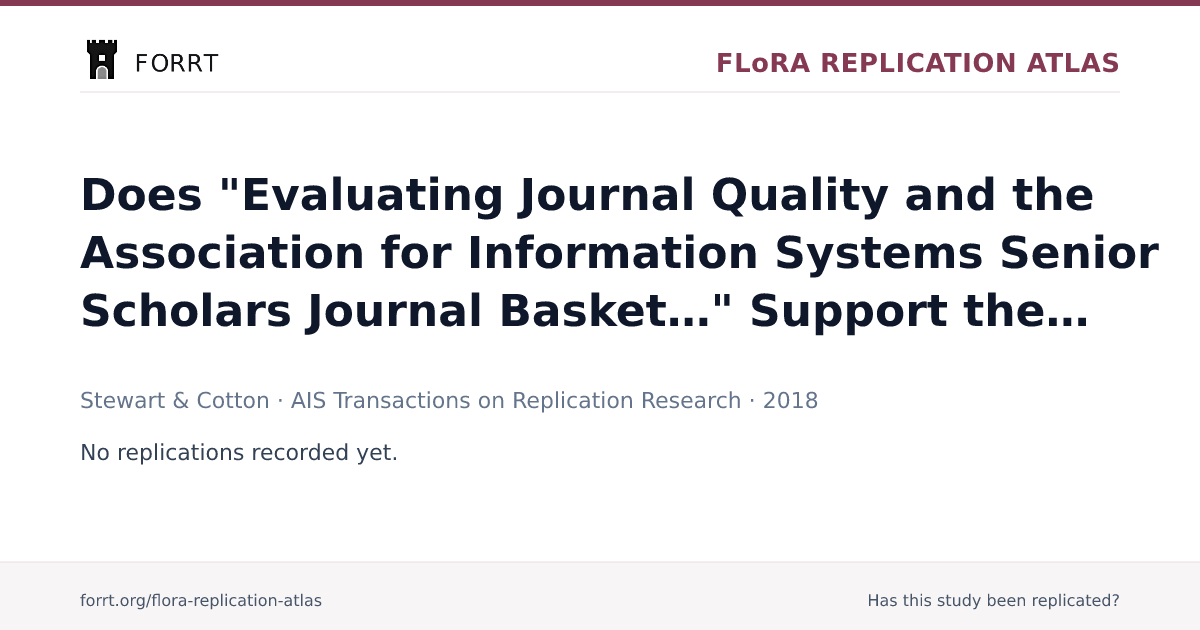 FORRT
FLoRA REPLICATION ATLAS
Does "Evaluating Journal Quality and the
Association for Information Systems Senior
Scholars Journal Basket…" Support the…
Stewart & Cotton · AIS Transactions on Replication Research · 2018
No replications recorded yet.
forrt.org/flora-replication-atlas
Has this study been replicated?